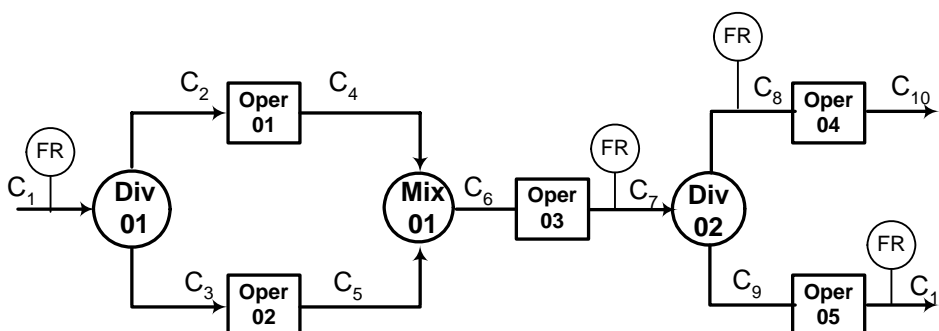 FR
C₂
Oper
01
C₄
FR
C₈
Oper
04
C₁₀
FR
C₁
Div
01
Mix
01
C₆
Oper
03
C₇
Div
02
C₃
Oper
02
C₅
C₉
Oper
05
FR
C₁